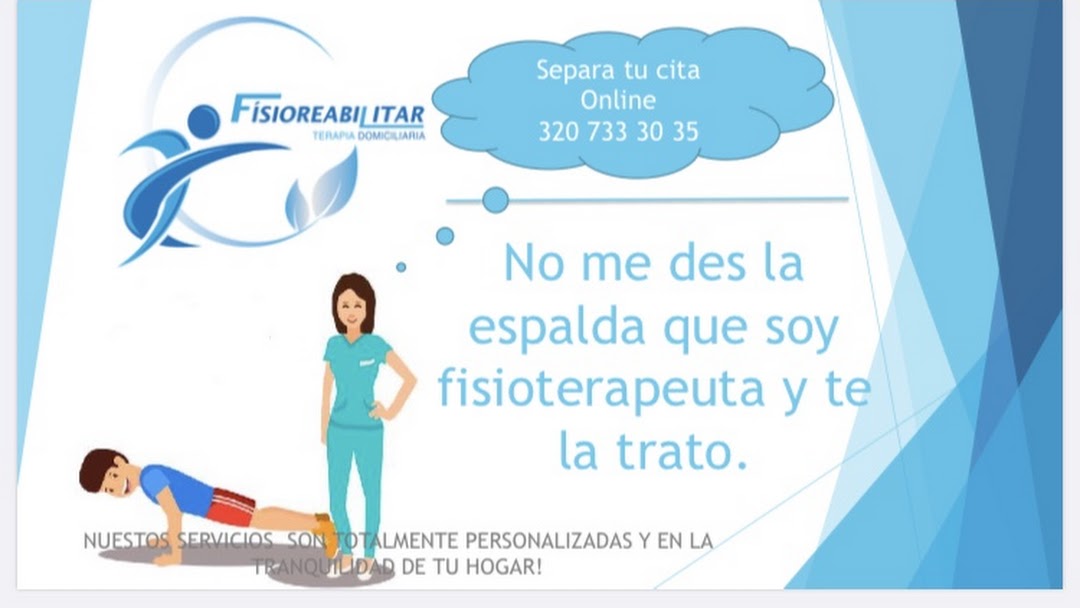 FÍSIOREABILITAR
TERAPIA DOMICILIARIA
Separa tu cita
Online
320 733 30 35
No me des la
espalda que soy
fisioterapeuta y te
la trato.
NUESTOS SERVICIOS SON TOTALMENTE PERSONALIZADAS Y EN LA
TRANQUILIDAD DE TU HOGAR!